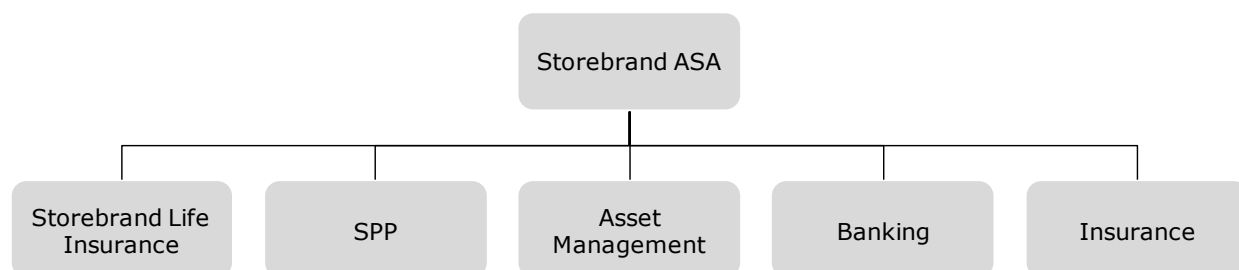 Storebrand ASA
Storebrand Life
Insurance
SPP
Asset
Management
Banking
Insurance